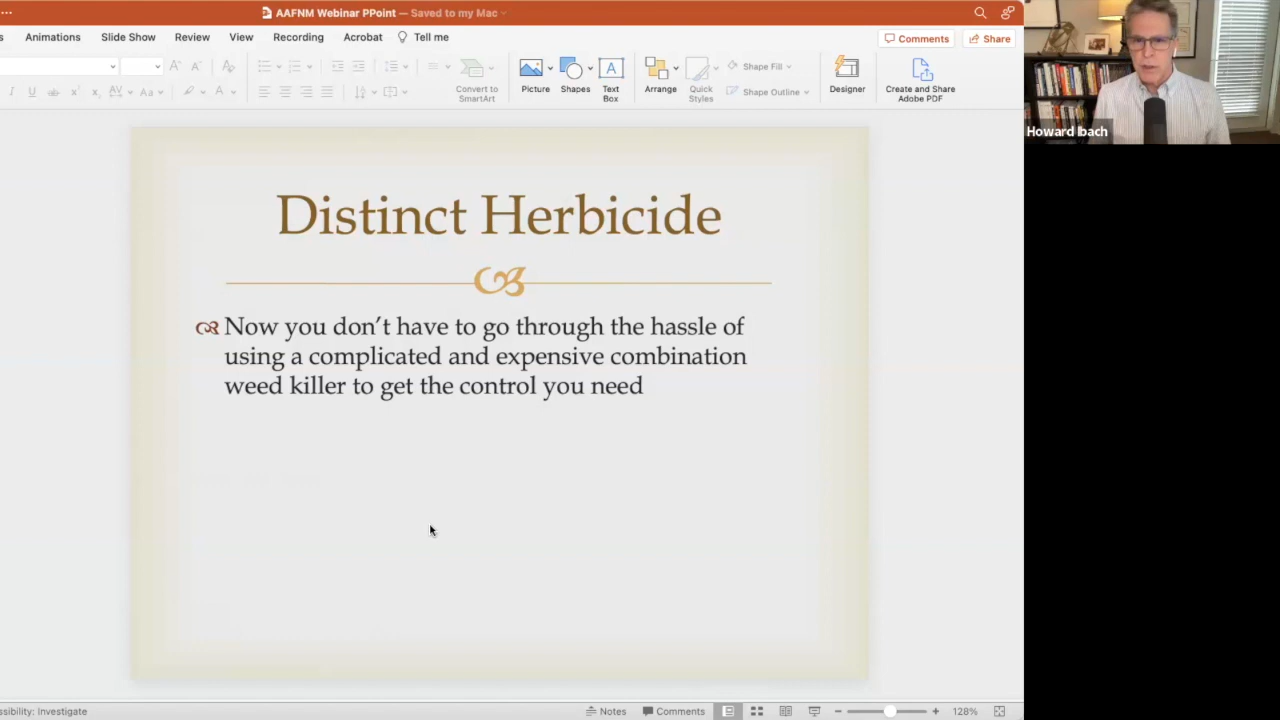 AAFNM Webinar PPoint — Saved to my Mac
Animations Slide Show Review View Recording Acrobat Tell me
Comments Share
Convert to
SmartArt
Picture Shapes Text
Box
Arrange Quick
Styles
Shape Fill
Shape Outline
Designer Create and Share
Adobe PDF
Howard Ibach
Distinct Herbicide
Now you don’t have to go through the hassle of
using a complicated and expensive combination
weed killer to get the control you need
ssibility: Investigate
Notes Comments 128%